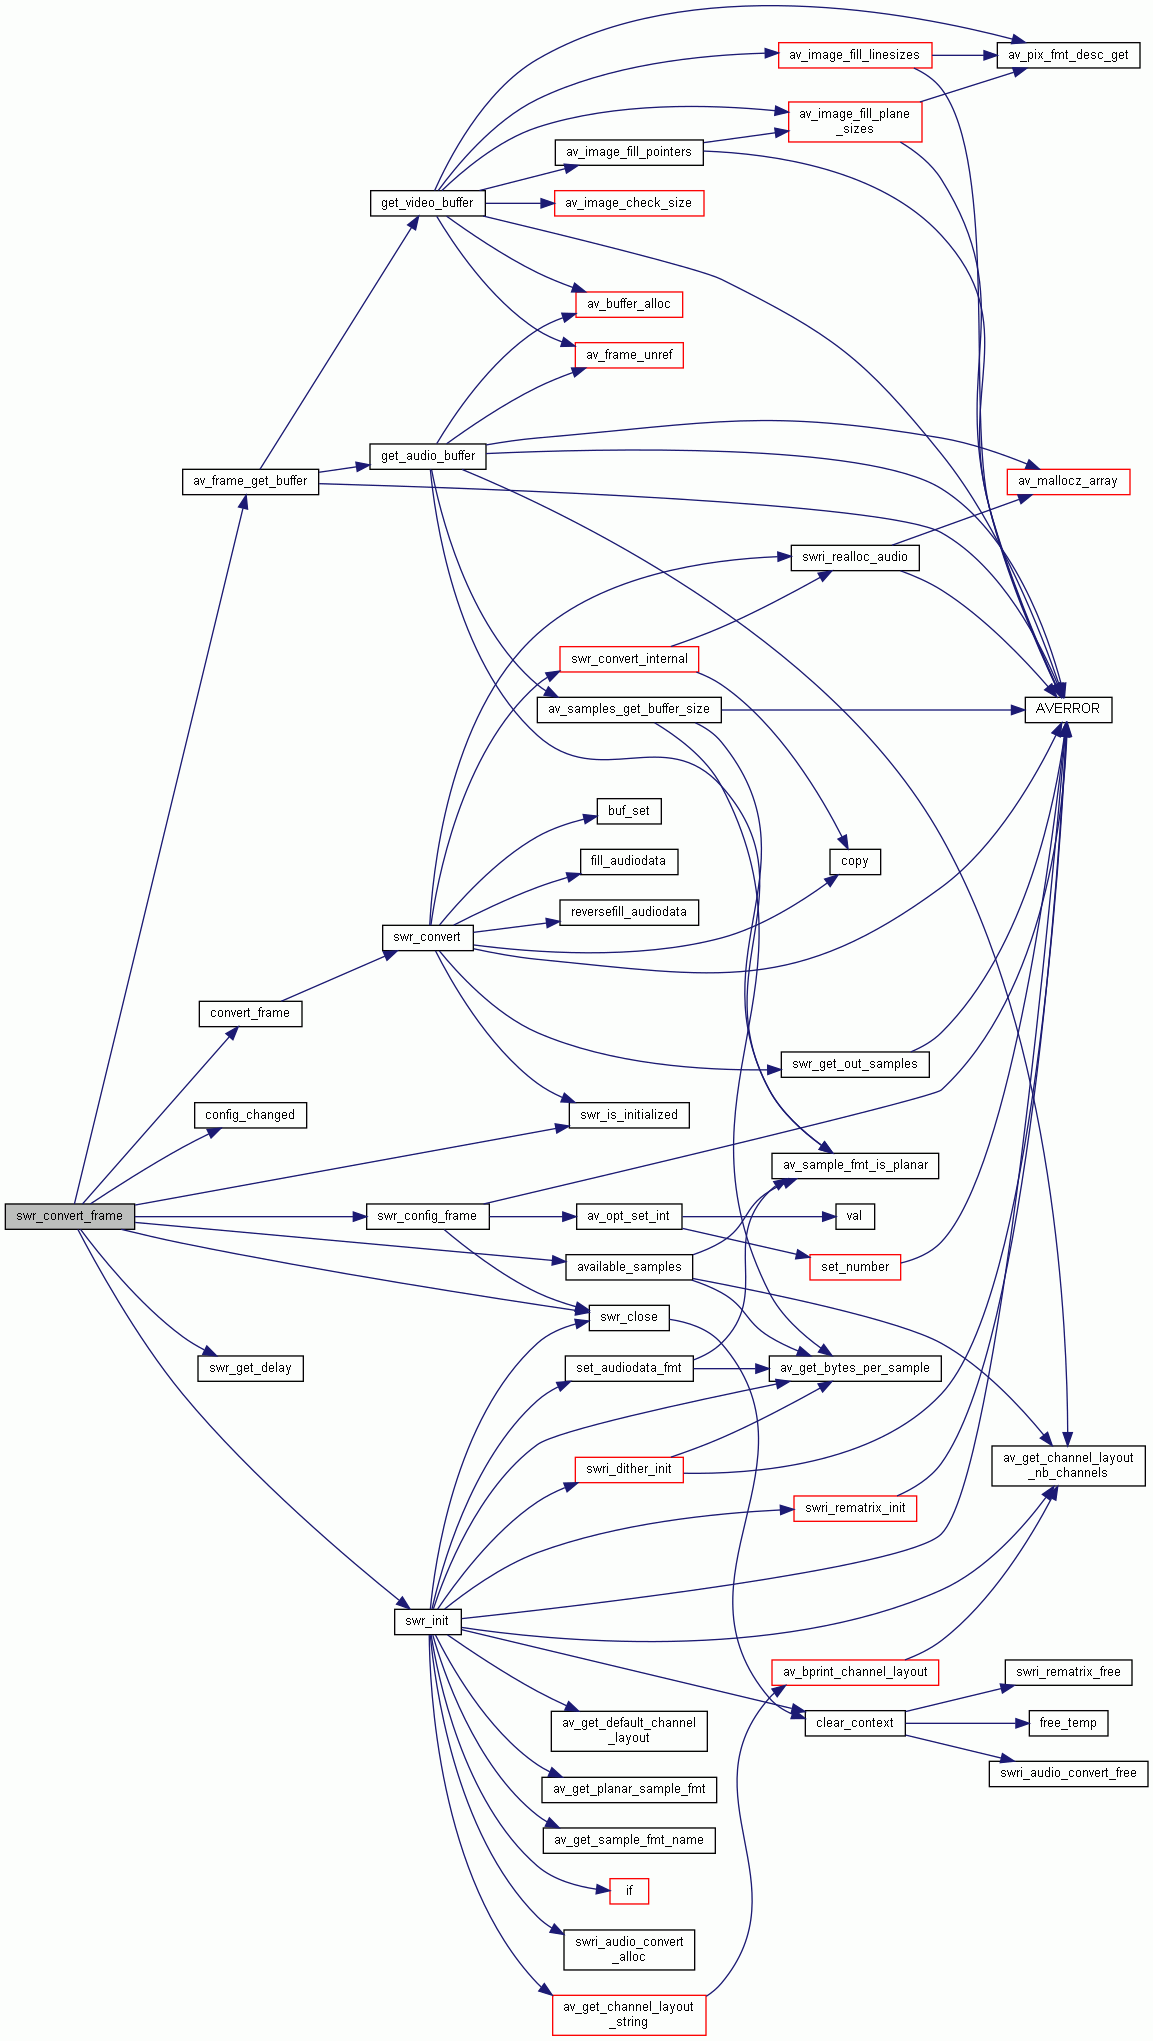 av_image_fill_linesizes
av_pix_fmt_desc_get
av_image_fill_plane
_sizes
av_image_fill_pointers
get_video_buffer
av_image_check_size
av_buffer_alloc
av_frame_unref
get_audio_buffer
av_frame_get_buffer
av_mallocz_array
swri_realloc_audio
swr_convert_internal
av_samples_get_buffer_size
AVERROR
buf_set
fill_audiodata
copy
reversefill_audiodata
swr_convert
convert_frame
swr_get_out_samples
config_changed
swr_is_initialized
av_sample_fmt_is_planar
swr_convert_frame
swr_config_frame
av_opt_set_int
val
available_samples
set_number
swr_close
swr_get_delay
set_audiodata_fmt
av_get_bytes_per_sample
av_get_channel_layout
_nb_channels
swri_dither_init
swri_rematrix_init
swr_init
av_bprint_channel_layout
swri_rematrix_free
av_get_default_channel
_layout
clear_context
free_temp
swri_audio_convert_free
av_get_planar_sample_fmt
av_get_sample_fmt_name
if
swri_audio_convert
_alloc
av_get_channel_layout
_string